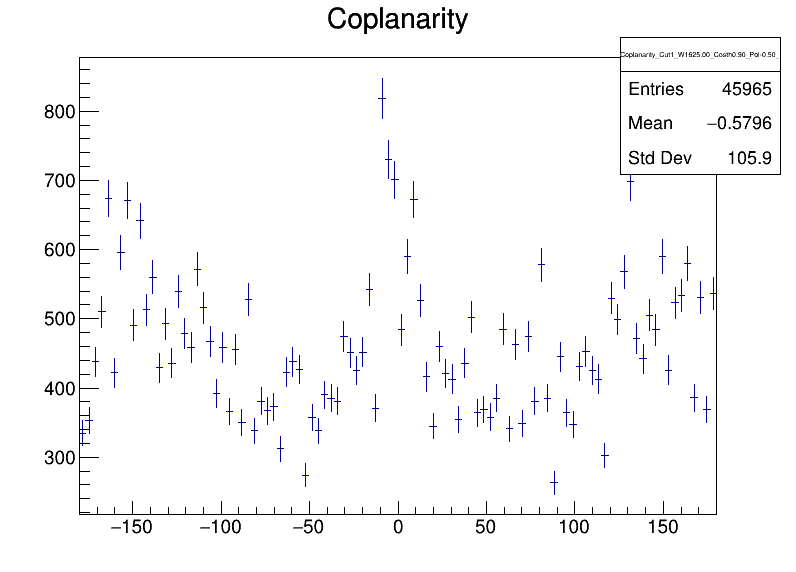 Coplanarity
Coplanarity_Cut1_W1625.00_Costh0.90_Pol-0.50_
Entries 45965
Mean −0.5796
Std Dev 105.9
800
700
600
500
400
300
−150 −100 −50 0 50 100 150